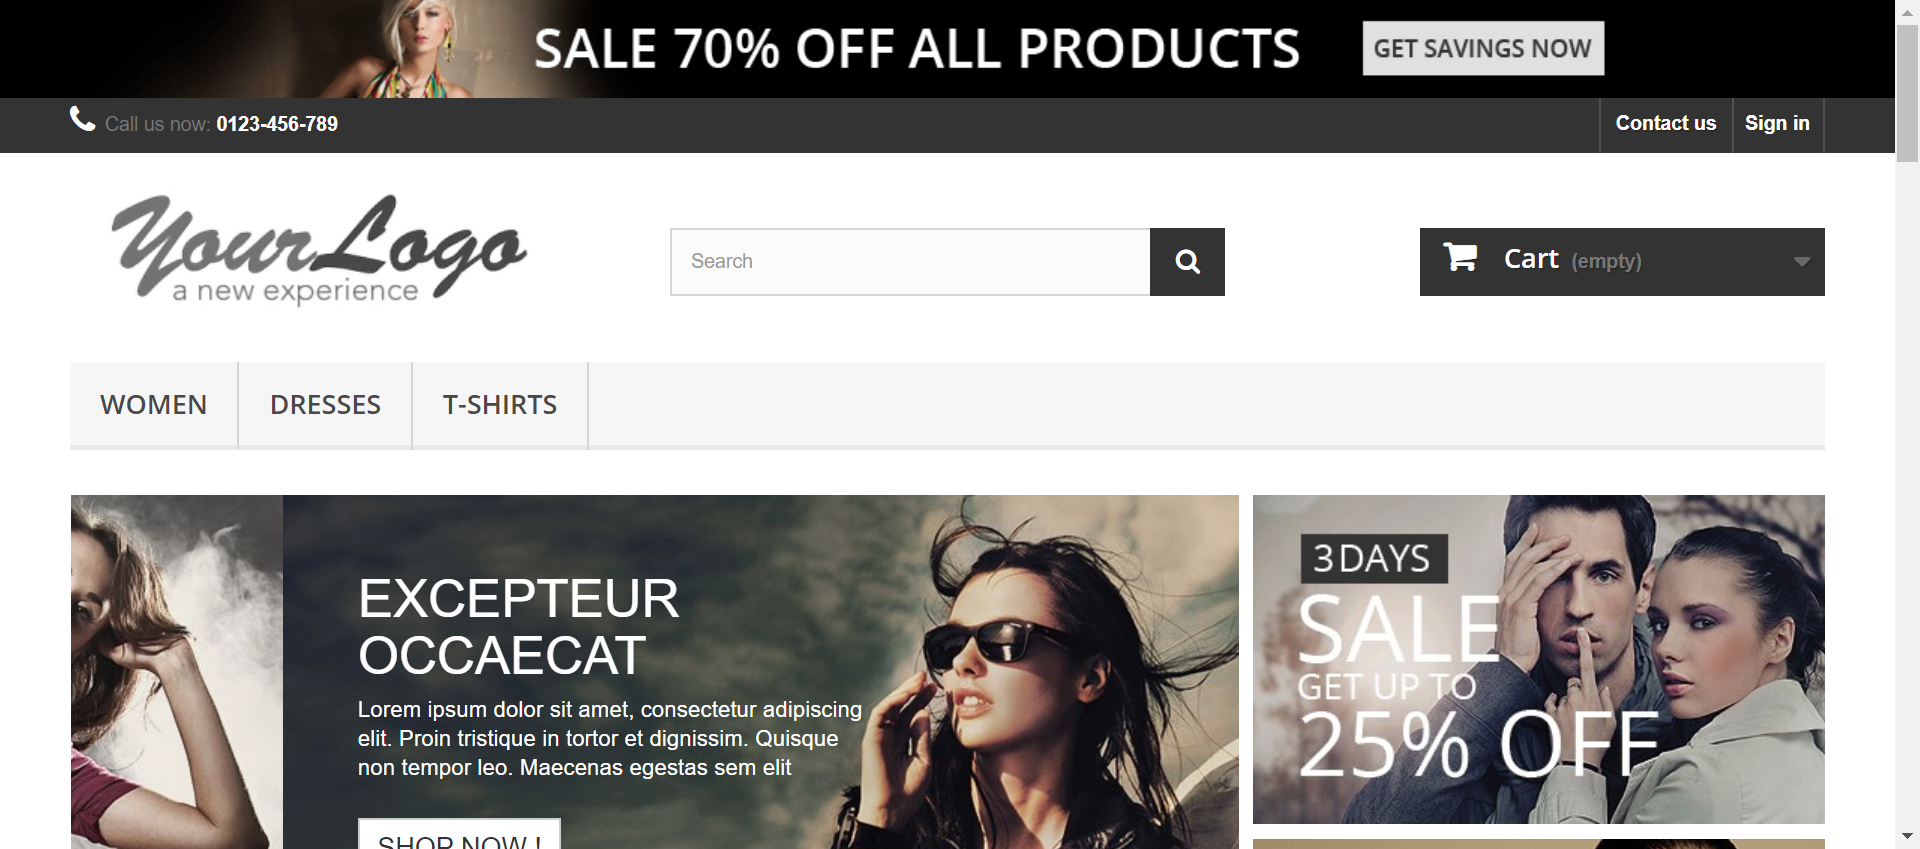 SALE 70% OFF ALL PRODUCTS
GET SAVINGS NOW
Call us now: 0123-456-789
Contact us
Sign in
Your Logo
a new experience
Search
Cart (empty)
WOMEN
DRESSES
T-SHIRTS
EXCEPTEUR
OCCAECAT
Lorem ipsum dolor sit amet, consectetur adipiscing
elit. Proin tristique in tortor et dignissim. Quisque
non tempor leo. Maecenas egestas sem elit
SHOP NOW !
3 DAYS
SALE
GET UP TO
25% OFF